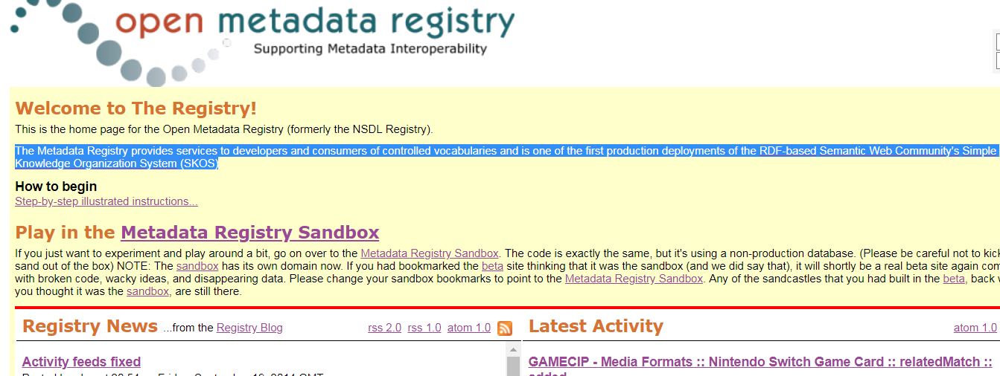 open metadata registry
Supporting Metadata Interoperability
Welcome to The Registry!
This is the home page for the Open Metadata Registry (formerly the NSDL Registry).
The Metadata Registry provides services to developers and consumers of controlled vocabularies and is one of the first production deployments of the RDF-based Semantic Web Community's Simple
Knowledge Organization System (SKOS)
How to begin
Step-by-step illustrated instructions...
Play in the Metadata Registry Sandbox
If you just want to experiment and play around a bit, go on over to the Metadata Registry Sandbox. The code is exactly the same, but it's using a non-production database. (Please be careful not to kick
sand out of the box) NOTE: The sandbox has its own domain now. If you had bookmarked the beta site thinking that it was the sandbox (and we did say that), it will shortly be a real beta site again
with broken code, wacky ideas, and disappearing data. Please change your sandbox bookmarks to point to the Metadata Registry Sandbox. Any of the sandcastles that you had built in the beta, back
you thought it was the sandbox, are still there.
Registry News ...from the Registry Blog rss 2.0 rss 1.0 atom 1.0
Latest Activity atom 1.0
Activity feeds fixed
GAMECIP - Media Formats :: Nintendo Switch Game Card :: relatedMatch ::